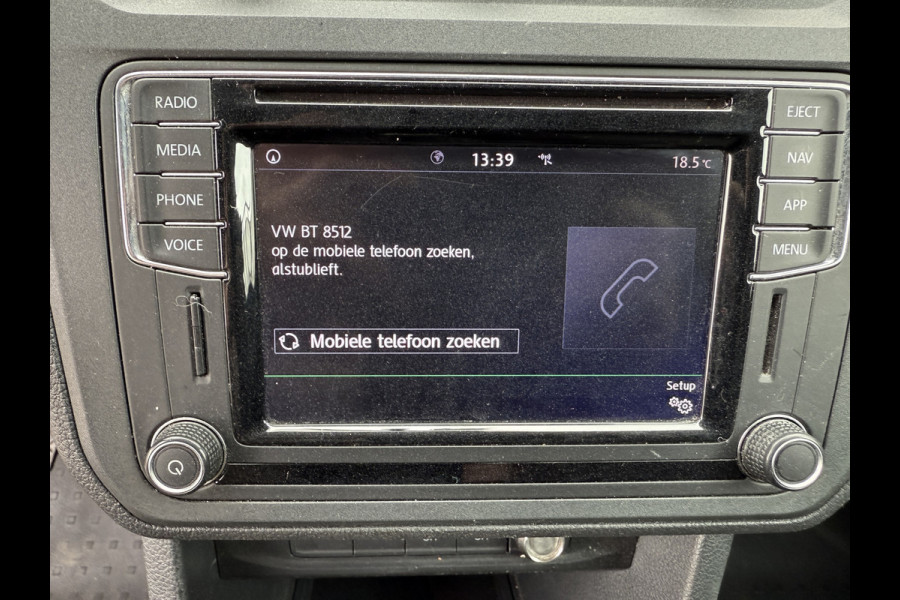 RADIO
MEDIA
PHONE
VOICE
EJECT
NAV
APP
MENU
13:39
18.5°C
VW BT 8512
op de mobiele telefoon zoeken,
alstublieft.
Mobiele telefoon zoeken
Setup